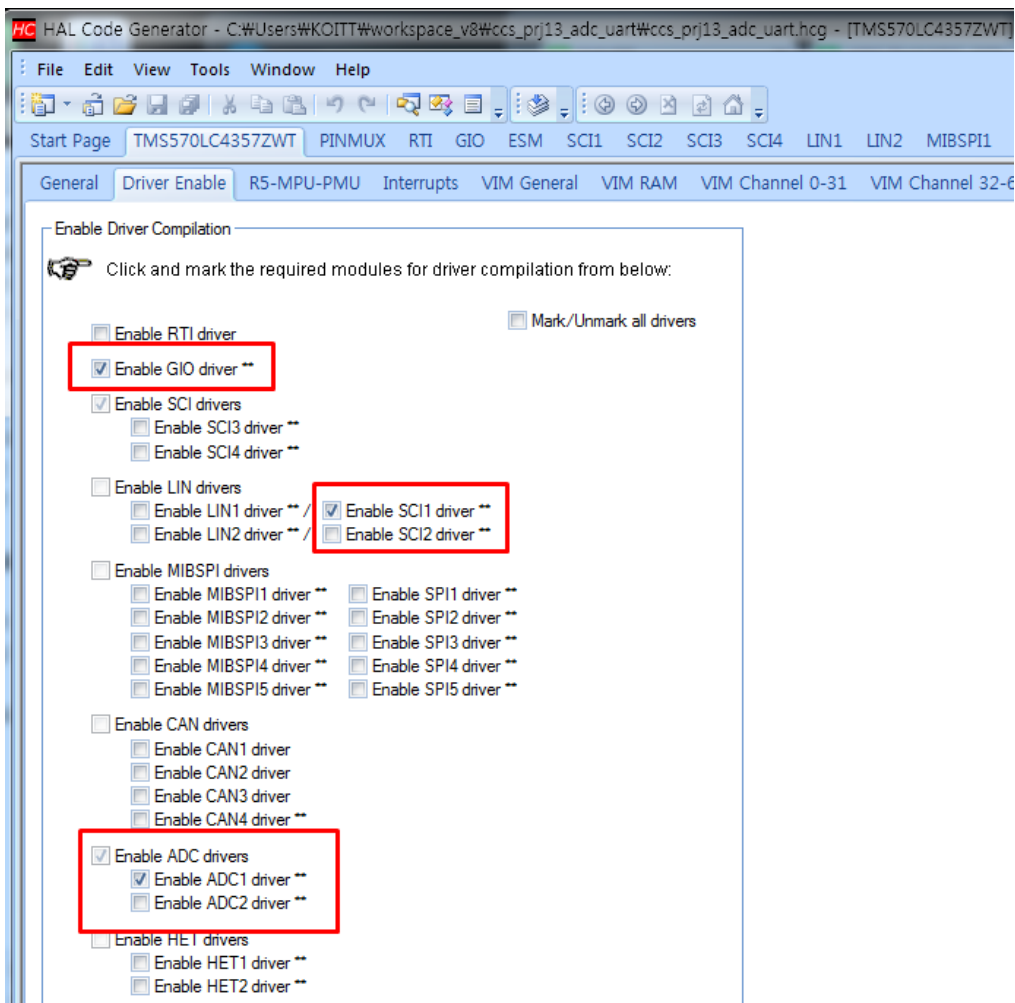 HC HAL Code Generator - C:₩Users₩KOITT₩workspace_v8₩ccs_prj13_adc_uart₩ccs_prj13_adc_uart.hcg - [TMS570LC4357ZWT]
File Edit View Tools Window Help
Start Page TMS570LC4357ZWT PINMUX RTI GIO ESM SCI1 SCI2 SCI3 SCI4 LIN1 LIN2 MIBSPI1
General Driver Enable R5-MPU-PMU Interrupts VIM General VIM RAM VIM Channel 0-31 VIM Channel 32-6
Enable Driver Compilation
Click and mark the required modules for driver compilation from below:
Mark/Unmark all drivers
Enable RTI driver
Enable GIO driver **
Enable SCI drivers
Enable SCI3 driver **
Enable SCI4 driver **
Enable LIN drivers
Enable LIN1 driver ** / Enable SCI1 driver **
Enable LIN2 driver ** / Enable SCI2 driver **
Enable MIBSPI drivers
Enable MIBSPI1 driver ** Enable SPI1 driver **
Enable MIBSPI2 driver ** Enable SPI2 driver **
Enable MIBSPI3 driver ** Enable SPI3 driver **
Enable MIBSPI4 driver ** Enable SPI4 driver **
Enable MIBSPI5 driver ** Enable SPI5 driver **
Enable CAN drivers
Enable CAN1 driver
Enable CAN2 driver
Enable CAN3 driver
Enable CAN4 driver **
Enable ADC drivers
Enable ADC1 driver **
Enable ADC2 driver **
Enable HET drivers
Enable HET1 driver **
Enable HET2 driver **